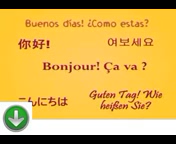 Buenos días! ¿Como estas?
你好! 여보세요
Bonjour! Ça va ?
こんにちは
Guten Tag! Wie
heißen Sie?